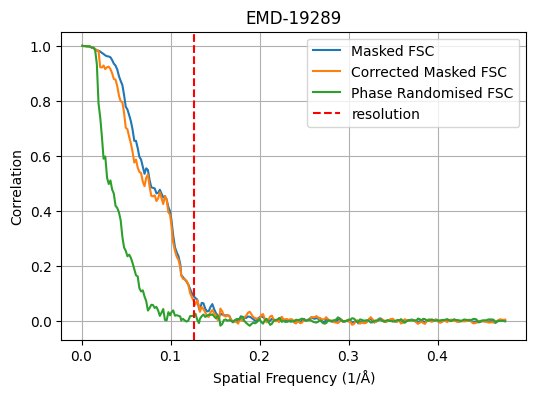 EMD-19289
Masked FSC
Corrected Masked FSC
Phase Randomised FSC
resolution
Correlation
1.0
0.8
0.6
0.4
0.2
0.0
0.0 0.1 0.2 0.3 0.4
Spatial Frequency (1/Å)